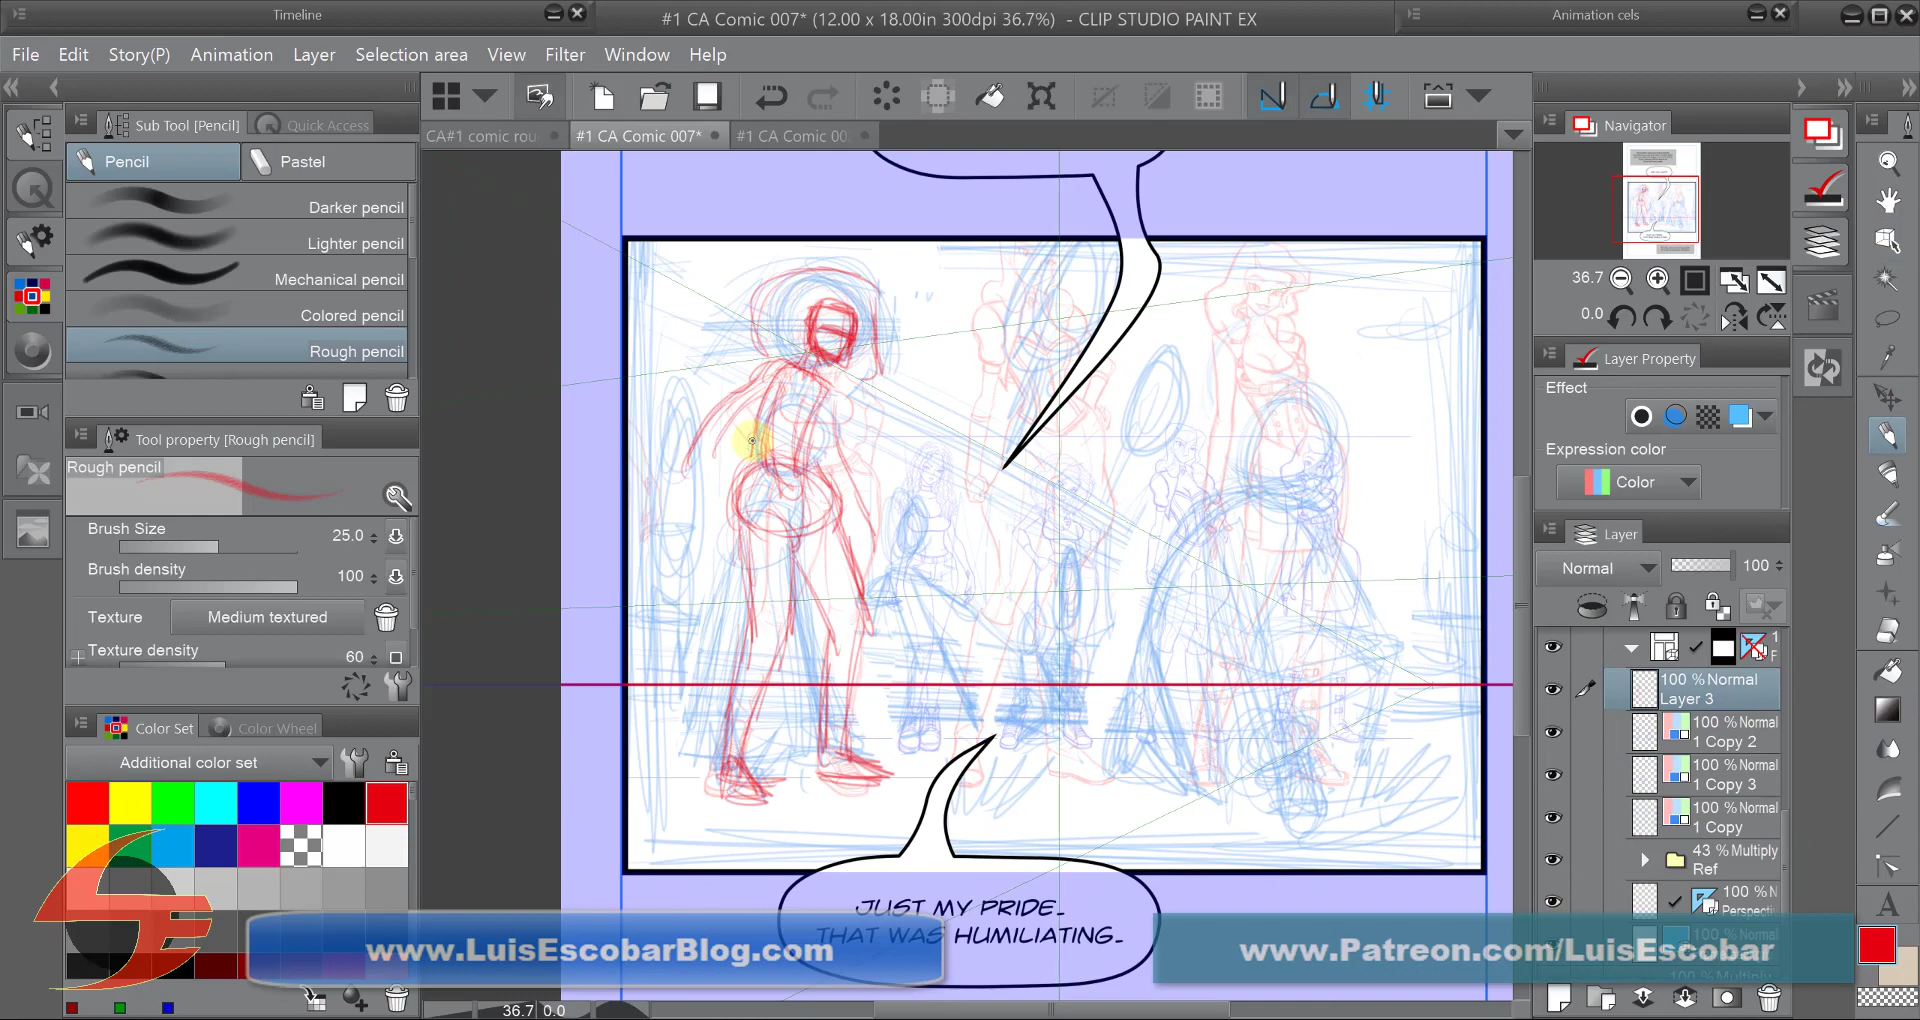 Timeline
#1 CA Comic 007* (12.00 x 18.00in 300dpi 36.7%) - CLIP STUDIO PAINT EX
Animation cels
File Edit Story(P) Animation Layer Selection area View Filter Window Help
Sub Tool [Pencil] Quick Access
CA#1 comic rou #1 CA Comic 007* #1 CA Comic 00
Navigator
Pencil Pastel
Darker pencil
Lighter pencil
Mechanical pencil
Colored pencil
Rough pencil
36.7
0.0
Layer Property
Effect
Expression color
Color
Tool property [Rough pencil]
Rough pencil
Brush Size 25.0
Brush density 100
Texture Medium textured
Texture density 60
Layer
Normal 100
1
F
100 % Normal
Layer 3
100 % Normal
1 Copy 2
100 % Normal
1 Copy 3
100 % Normal
1 Copy
43 % Multiply
Ref
100 % N
Perspecti
Color Set Color Wheel
Additional color set
JUST MY PRIDE...
THAT WAS HUMILIATING...
www.LuisEscobarBlog.com
www.Patreon.com/LuisEscobar
36.7 0.0